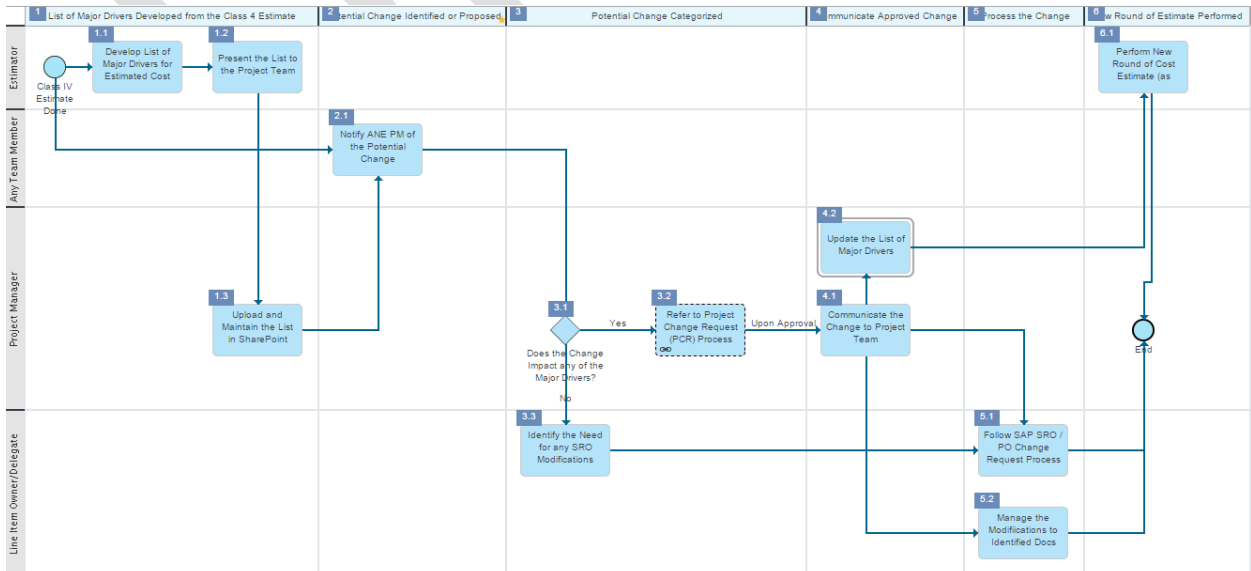 1 List of Major Drivers Developed from the Class 4 Estimate
2 tential Change Identified or Proposed
3 Potential Change Categorized
4 mmunicate Approved Change
5 Process the Change
6 w Round of Estimate Performed
Estimator
Class IV
Estimate
Done
1.1
Develop List of
Major Drivers for
Estimated Cost
1.2
Present the List to
the Project Team
6.1
Perform New
Round of Cost
Estimate (as
Any Team Member
2.1
Notify ANE PM of
the Potential
Change
Project Manager
4.2
Update the List of
Major Drivers
1.3
Upload and
Maintain the List
in SharePoint
3.1
Does the Change
Impact any of the
Major Drivers?
Yes
No
3.2
Refer to Project
Change Request
(PCR) Process
Upon Approval
4.1
Communicate the
Change to Project
Team
End
Line Item Owner/Delegate
3.3
Identify the Need
for any SRO
Modifications
5.1
Follow SAP SRO /
PO Change
Request Process
5.2
Manage the
Modifiications to
Identified Docs